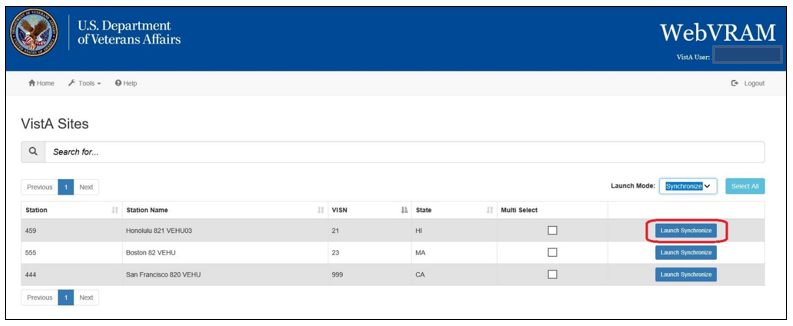 U.S. Department
of Veterans Affairs
WebVRAM
VistA User:
Home Tools Help Logout
VistA Sites
Search for...
Previous 1 Next Launch Mode: Synchronize Select All
Station Station Name VISN State Multi Select
459 Honolulu 821 VEHU03 21 HI Launch Synchronize
555 Boston 82 VEHU 23 MA Launch Synchronize
444 San Francisco 820 VEHU 999 CA Launch Synchronize
Previous 1 Next